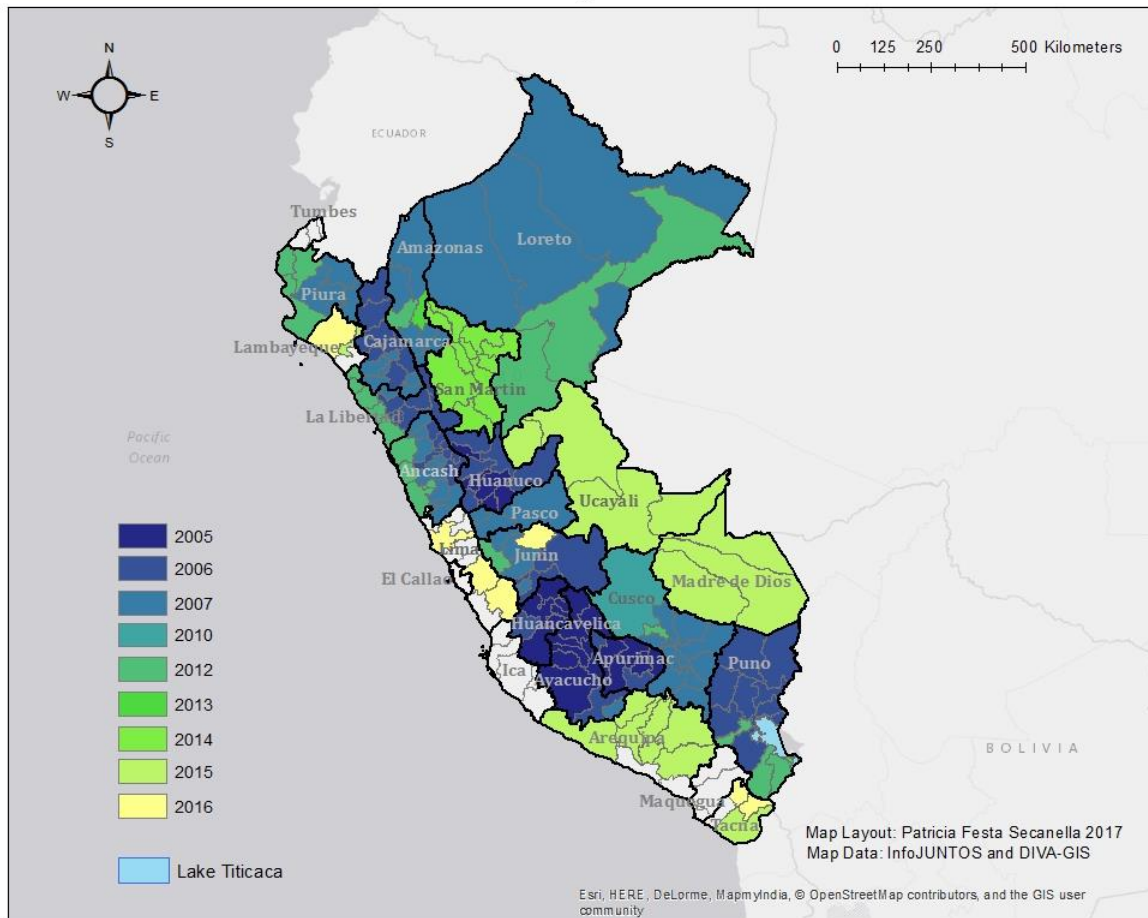 0 125 250 500 Kilometers
N
W E
S
ECUADOR
Tumbes
Loreto
Amazonas
Piura
Cajamarca
Lambayeque
San Martin
La Libertad
Pacific
Ocean
Ancash
Huanuco
Ucayali
Pasco
Lima
Junin
El Callao
Madre de Dios
Cusco
Huancavelica
Apurimac
Puno
Ica
Ayacucho
Arequipa
BOLIVIA
Maquegua
Tacna
2005
2006
2007
2010
2012
2013
2014
2015
2016
Lake Titicaca
Map Layout: Patricia Festa Secanella 2017
Map Data: InfoJUNTOS and DIVA-GIS
Esri, HERE, DeLorme, MapmyIndia, © OpenStreetMap contributors, and the GIS user
community